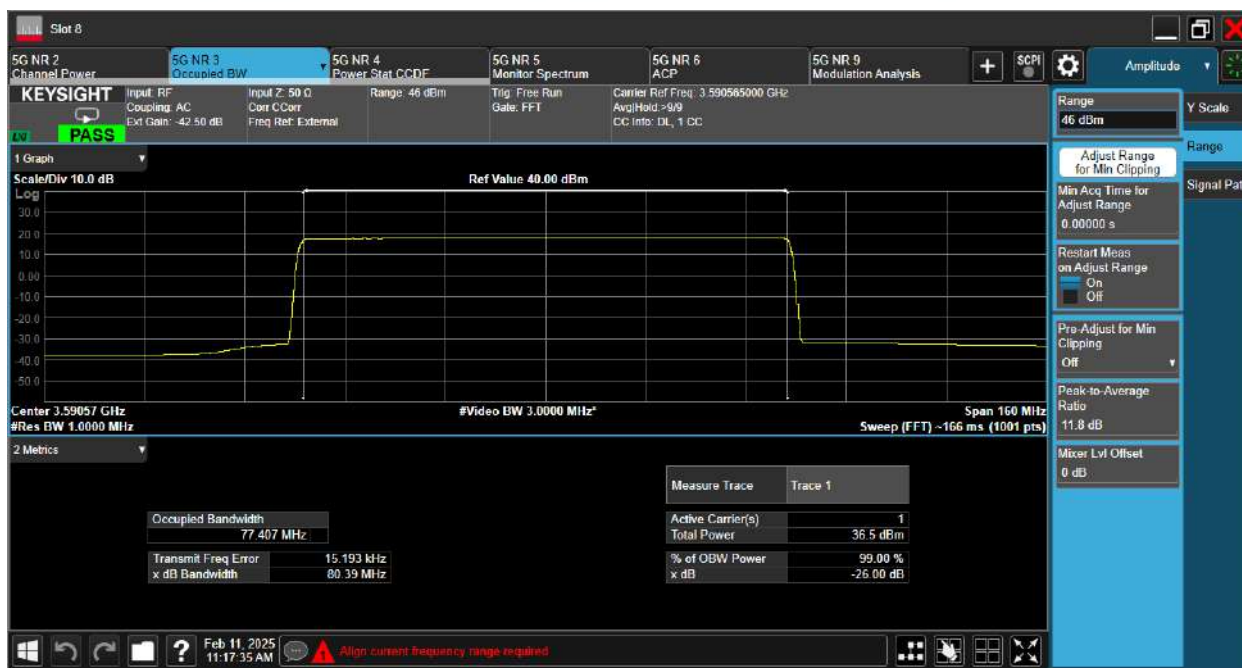 Slot 8
5G NR 2
Channel Power
5G NR 3
Occupied BW
5G NR 4
Power Stat CCDF
5G NR 5
Monitor Spectrum
5G NR 6
ACP
5G NR 9
Modulation Analysis
+
SCPI
Amplitude
KEYSIGHT
LXI
PASS
Input: RF
Coupling: AC
Ext Gain: -42.50 dB
Input Z: 50 Ω
Corr CCorr
Freq Ref: External
Range: 46 dBm
Trig: Free Run
Gate: FFT
Carrier Ref Freq: 3.590565000 GHz
Avg|Hold:>9/9
CC Info: DL, 1 CC
1 Graph
Scale/Div 10.0 dB
Ref Value 40.00 dBm
Log
30.0
20.0
10.0
0.00
-10.0
-20.0
-30.0
-40.0
-50.0
Center 3.59057 GHz
#Res BW 1.0000 MHz
#Video BW 3.0000 MHz*
Span 160 MHz
Sweep (FFT) ~166 ms (1001 pts)
2 Metrics
Measure Trace Trace 1
Occupied Bandwidth
77.407 MHz
Transmit Freq Error 15.193 kHz
x dB Bandwidth 80.39 MHz
Active Carrier(s) 1
Total Power 36.5 dBm
% of OBW Power 99.00 %
x dB -26.00 dB
Range
46 dBm
Adjust Range
for Min Clipping
Min Acq Time for
Adjust Range
0.00000 s
Restart Meas
on Adjust Range
On
Off
Pre-Adjust for Min
Clipping
Off
Peak-to-Average
Ratio
11.8 dB
Mixer Lvl Offset
0 dB
Y Scale
Range
Signal Pat
?
Feb 11, 2025
11:17:35 AM
Align current frequency range required